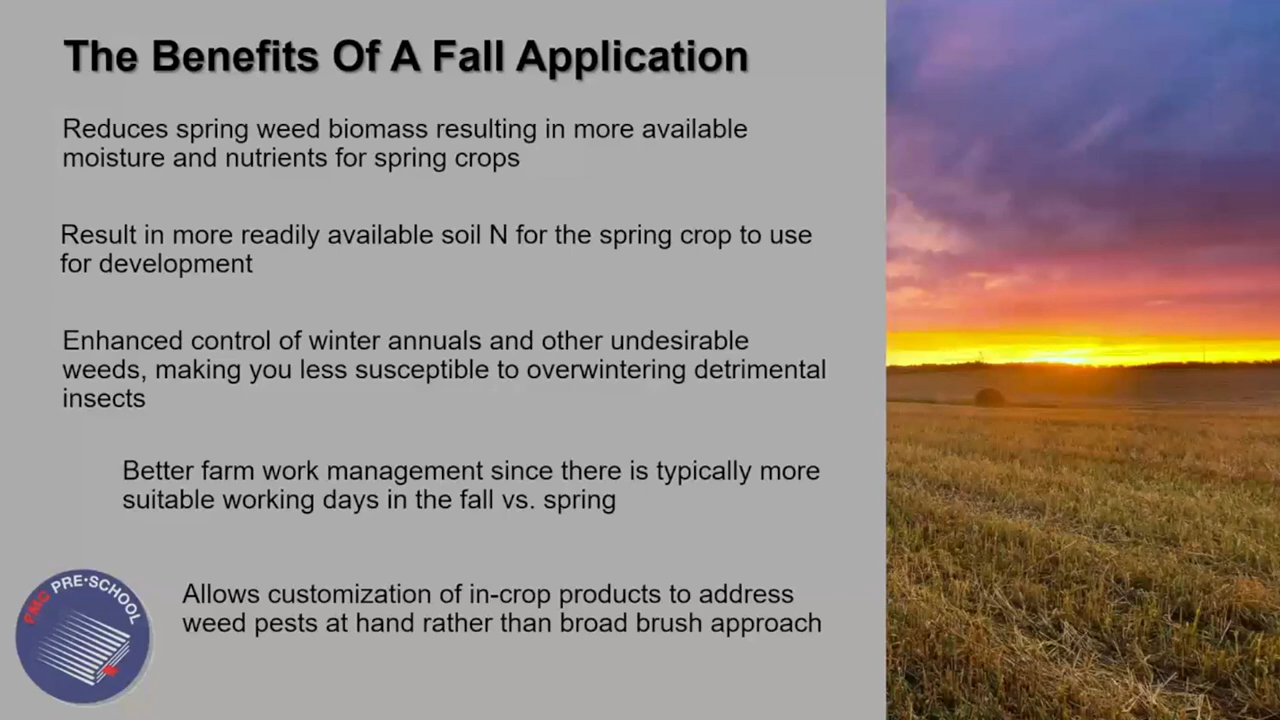 The Benefits Of A Fall Application
Reduces spring weed biomass resulting in more available
moisture and nutrients for spring crops
Result in more readily available soil N for the spring crop to use
for development
Enhanced control of winter annuals and other undesirable
weeds, making you less susceptible to overwintering detrimental
insects
Better farm work management since there is typically more
suitable working days in the fall vs. spring
Allows customization of in-crop products to address
weed pests at hand rather than broad brush approach
FMC PRE•SCHOOL